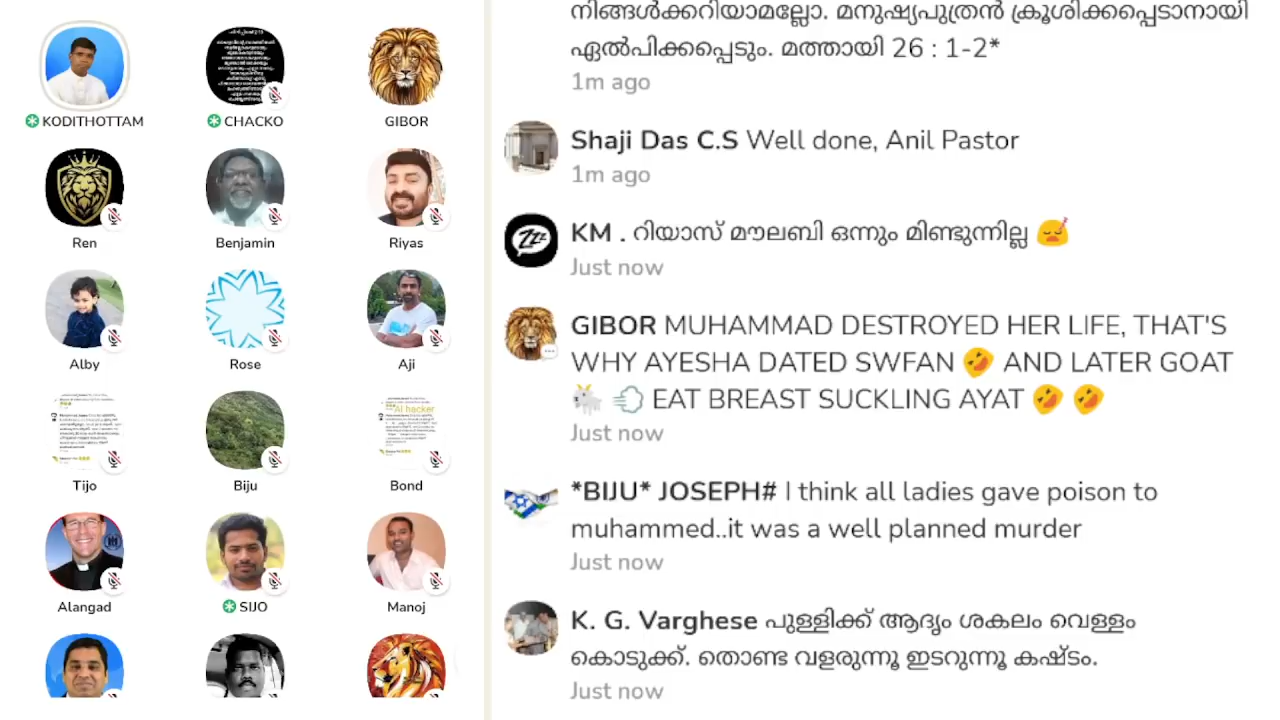 KODITHOTTAM
CHACKO
GIBOR
Ren
Benjamin
Riyas
Alby
Rose
Aji
Tijo
Biju
AI hacker
Bond
Alangad
SIJO
Manoj
നിങ്ങൾക്കറിയാമല്ലോ. മനുഷ്യപുത്രൻ ക്രൂശിക്കപ്പെടാനായി
ഏൽപിക്കപ്പെടും. മത്തായി 26 : 1-2*
1m ago
Shaji Das C.S Well done, Anil Pastor
1m ago
KM . റിയാസ് മൗലബി ഒന്നും മിണ്ടുന്നില്ല 🥴
Just now
GIBOR MUHAMMAD DESTROYED HER LIFE, THAT'S
WHY AYESHA DATED SWFAN 🤣 AND LATER GOAT
🐐 💨 EAT BREAST SUCKLING AYAT 🤣 🤣
Just now
*BIJU* JOSEPH# I think all ladies gave poison to
muhammed..it was a well planned murder
Just now
K. G. Varghese പുള്ളിക്ക് ആദ്യം ശകലം വെള്ളം
കൊടുക്ക്. തൊണ്ട വളരുന്നൂ ഇടറുന്നൂ കഷ്ടം.
Just now